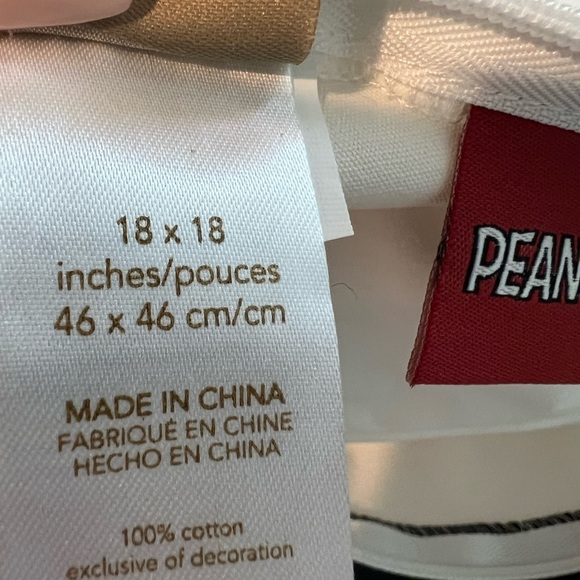 18 x 18
inches/pouces
46 x 46 cm/cm
MADE IN CHINA
FABRIQUÉ EN CHINE
HECHO EN CHINA
100% cotton
exclusive of decoration
PEAN